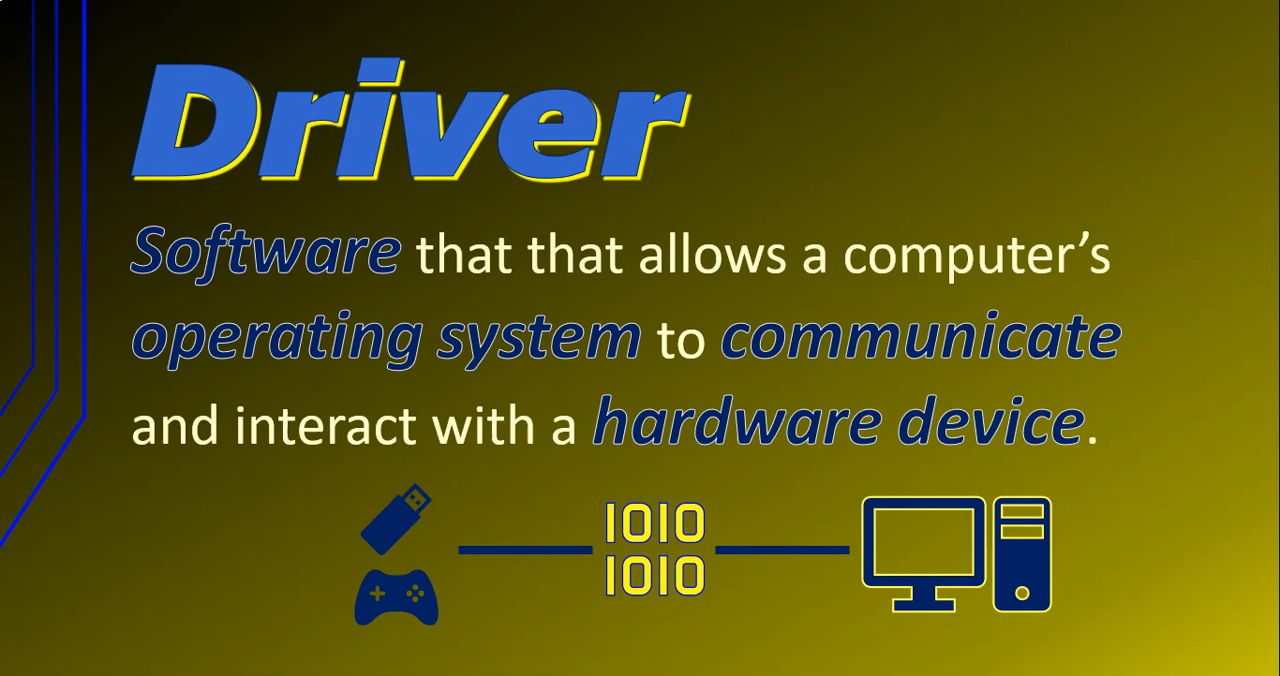 Driver
Software that that allows a computer’s
operating system to communicate
and interact with a hardware device.
1010
1010